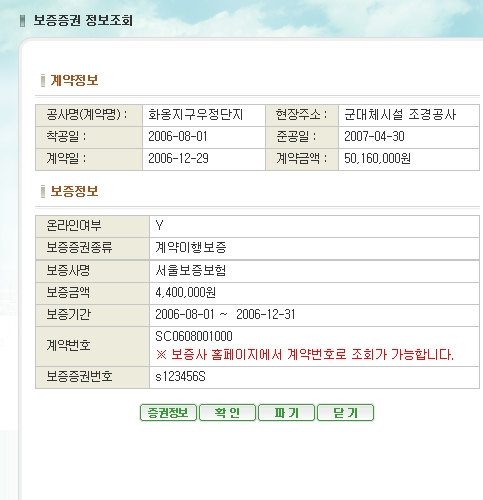 보증증권 정보조회
계약정보
공사명(계약명) : 화옹지구우정단지 현장주소 : 군대체시설 조경공사
착공일 : 2006-08-01 준공일 : 2007-04-30
계약일 : 2006-12-29 계약금액 : 50,160,000원
보증정보
온라인여부 Y
보증증권종류 계약이행보증
보증사명 서울보증보험
보증금액 4,400,000원
보증기간 2006-08-01 ~ 2006-12-31
계약번호 SC0608001000
※ 보증사 홈페이지에서 계약번호로 조회가 가능합니다.
보증증권번호 s123456S
증권정보 확 인 파 기 닫 기